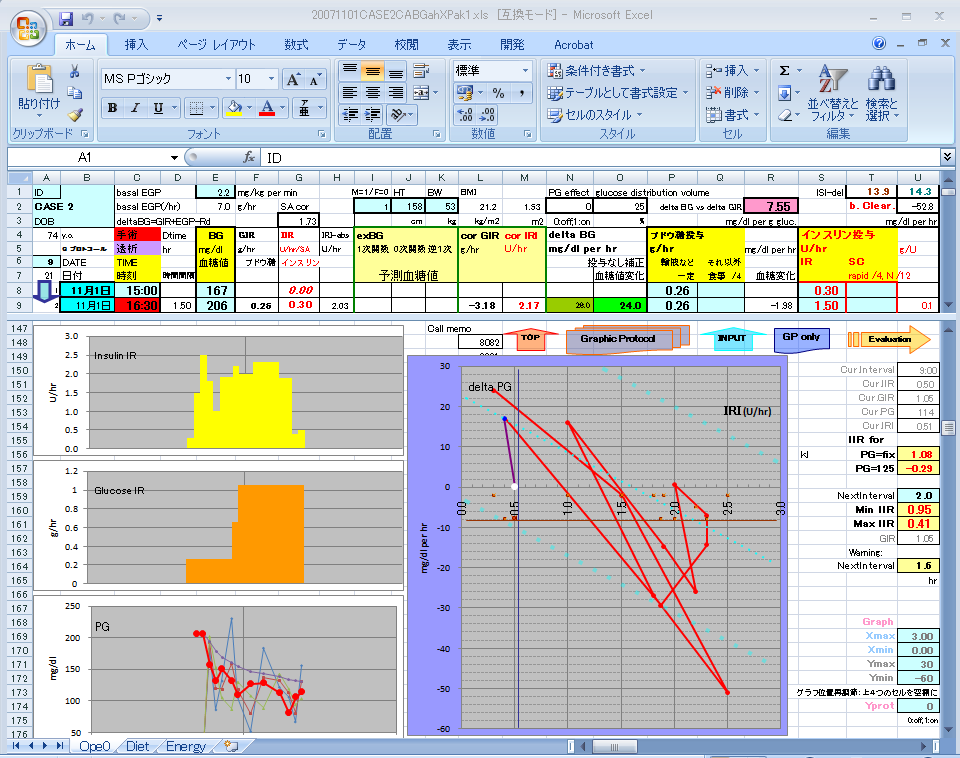 20071101CASE2CABGahXPak1.xls [互換モード] - Microsoft Excel
ホーム 挿入 ページ レイアウト 数式 データ 校閲 表示 開発 Acrobat
貼り付け
MS Pゴシック 10
B I U
標準
条件付き書式
テーブルとして書式設定
セルのスタイル
挿入
削除
書式
並べ替えと フィルタ
検索と 選択
クリップボード フォント 配置 数値 スタイル セル 編集
A1 fx ID
A B C D E F G H I J K L M N O P Q R S T U
1 ID basal EGP 2.2 mg/kg per min M=1/F=0 HT BW BMI PG effect glucose distribution volume ISI-del 13.9 14.3
2 CASE 2 basal EGP(/hr) 7.0 g/hr SA cor 1 158 53 21.2 1.53 0 25 delta BG vs delta GIR 7.55 b. Clear. -52.8
3 DOB deltaBG=GIR+EGP-Rd 1.73 cm kg kg/m2 m2 0:off,1:on % mg/dl per g gluc. mg/dl per hr
4 74 y.o. 手術 Dtime BG GIR IIR IRI-abs exBG cor GIR cor IRI delta BG ブドウ糖投与 インスリン投与
5 G プロトコール 透析 mg/dL g/hr U/hr/SA U/hr 1次関数 0次関数 逆1次 g/hr U/hr mg/dL per hr g/hr g/hr mg/dl per hr U/hr g/U
6 9 DATE TIME 血糖値 ブドウ糖 インスリン 投与なし補正 輸液など それ以外 IR SC
7 21 日付 時刻 時間間隔 予測血糖値 血糖値変化 一定 食事 /4 血糖変化 rapid /4, N /12
8 1 11月1日 15:00 167 0.00 0.26 0.30
9 2 11月1日 16:30 1.50 206 0.26 0.30 2.03 -3.18 2.17 28.0 24.0 0.26 -1.98 1.50 0.1
147 Call memo
148 8082 TOP Graphic Protocol INPUT GP only Evaluation
Insulin IR
U/hr
3.0
2.5
2.0
1.5
1.0
0.5
0.0
Glucose IR
g/hr
1.2
1
0.8
0.6
0.4
0.2
0
PG
mg/dl
250
200
150
100
50
delta PG
IRI (U/hr)
mg/dl per hr
30
20
10
0
-10
-20
-30
-40
-50
-60
0.0 0.5 1.0 1.5 2.0 2.5 3.0
Cur.Interval 9:00
Cur.IIR 0.50
Cur.GIR 1.05
Cur.PG 114
Cur.IRI 0.51
IIR for
PG=fix 1.08
PG=125 -0.29
NextInterval 2.0
Min IIR 0.95
Max IIR 0.41
GIR 1.05
Warning:
NextInterval 1.6
hr
Graph
Xmax 3.00
Xmin 0.00
Ymax 30
Ymin -60
グラフ位置再調節: 上4つのセルを空欄に
Yprot 0
0:off,1:on
150
151
152
153
154
155
156
157
158
159
160
161
162
163
164
165
166
167
168
169
170
171
172
173
174
175
176
Ope0 Diet Energy